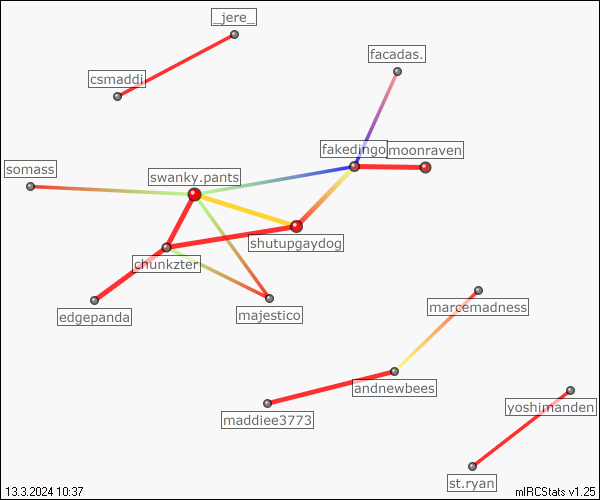 _jere_
facadas.
csmaddi
fakedingo
moonraven
somass
swanky.pants
shutupgaydog
chunkzter
majestico
edgepanda
marcemadness
andnewbees
maddiee3773
yoshimanden
st.ryan
13.3.2024 10:37
mIRCStats v1.25